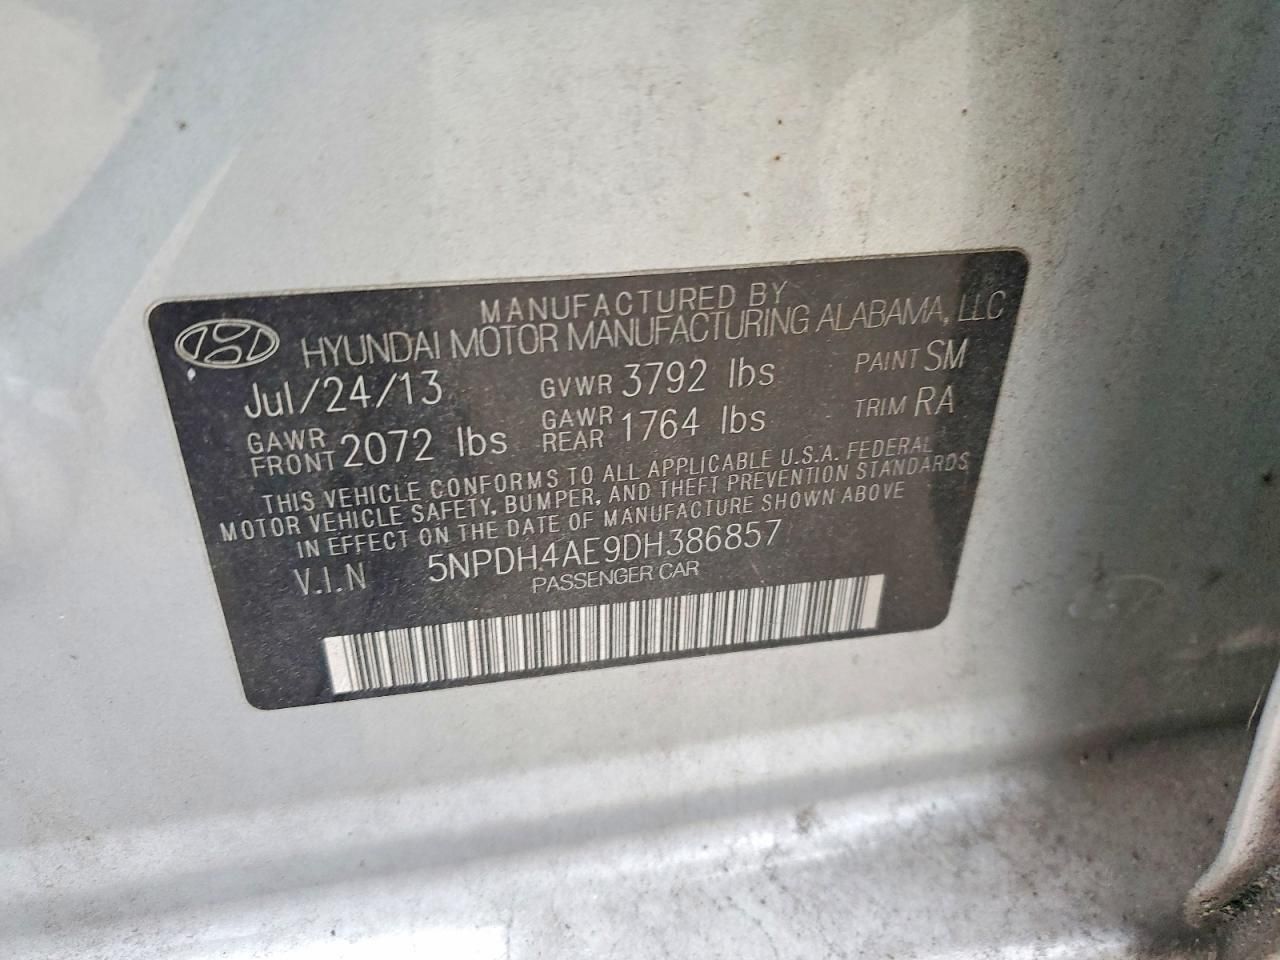 MANUFACTURED BY
HYUNDAI MOTOR MANUFACTURING ALABAMA, LLC
Jul/24/13 GVWR 3792 lbs PAINT SM
GAWR FRONT 2072 lbs GAWR REAR 1764 lbs TRIM RA
THIS VEHICLE CONFORMS TO ALL APPLICABLE U.S.A. FEDERAL
MOTOR VEHICLE SAFETY, BUMPER, AND THEFT PREVENTION STANDARDS
IN EFFECT ON THE DATE OF MANUFACTURE SHOWN ABOVE
V.I.N 5NPDH4AE9DH386857
PASSENGER CAR